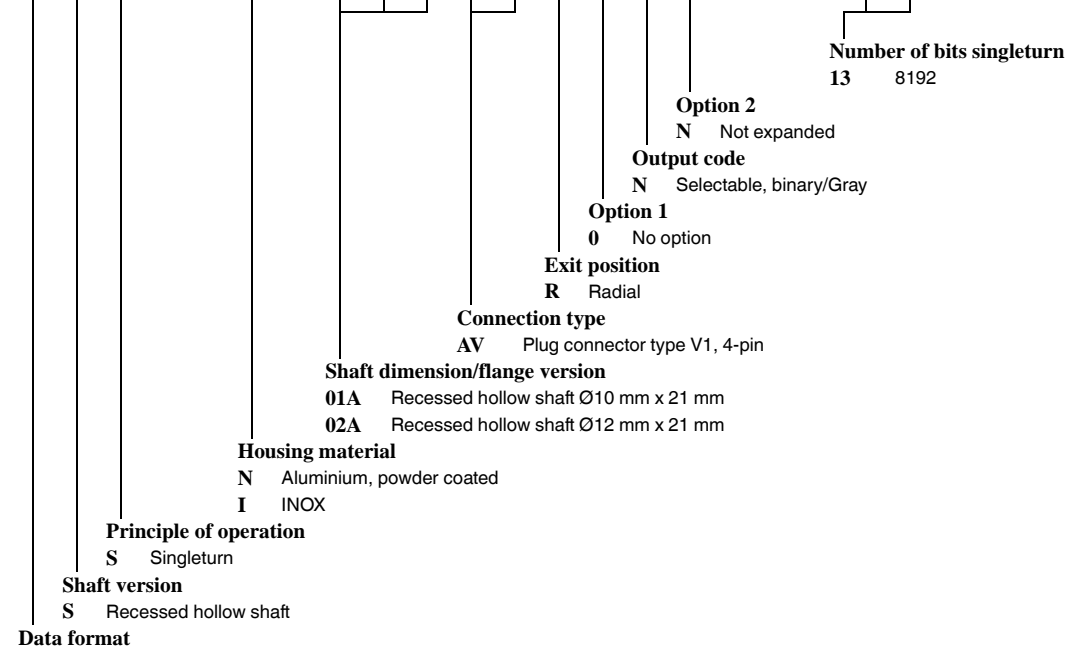 Number of bits singleturn
13 8192
Option 2
N Not expanded
Output code
N Selectable, binary/Gray
Option 1
0 No option
Exit position
R Radial
Connection type
AV Plug connector type V1, 4-pin
Shaft dimension/flange version
01A Recessed hollow shaft Ø10 mm x 21 mm
02A Recessed hollow shaft Ø12 mm x 21 mm
Housing material
N Aluminium, powder coated
I INOX
Principle of operation
S Singleturn
Shaft version
S Recessed hollow shaft
Data format